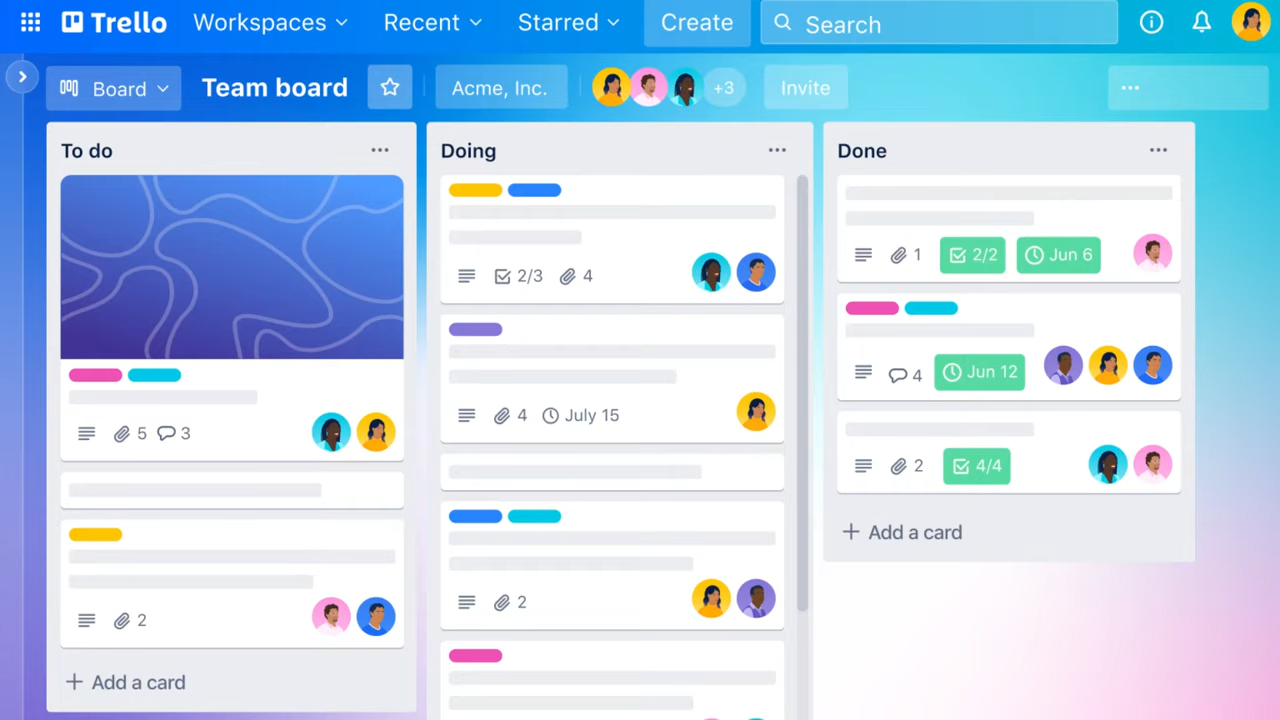 Trello Workspaces Recent Starred Create Search
Board Team board Acme, Inc. +3 Invite
To do
5 3
2
Add a card
Doing
2/3 4
4 July 15
2
Done
1 2/2 Jun 6
4 Jun 12
2 4/4
Add a card